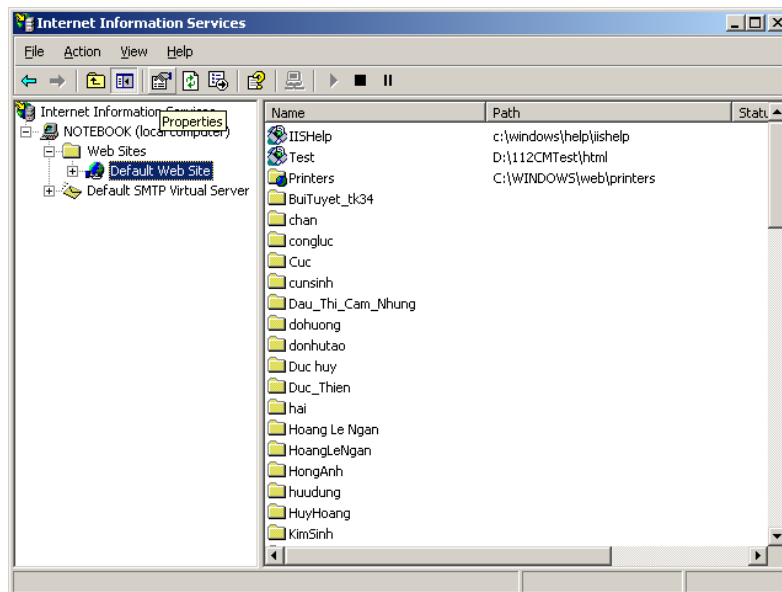 Internet Information Services
File Action View Help
Internet Information Services
Properties
NOTEBOOK (local computer)
Web Sites
Default Web Site
Default SMTP Virtual Server
Name Path Statu
IISHelp c:\windows\help\iishelp
Test D:\112CMTest\html
Printers C:\WINDOWS\web\printers
BuiTuyet_tk34
chan
congluc
Cuc
cunsinh
Dau_Thi_Cam_Nhung
dohuong
donhutao
Duc huy
Duc_Thien
hai
Hoang Le Ngan
HoangLeNgan
HongAnh
huudung
HuyHoang
KimSinh